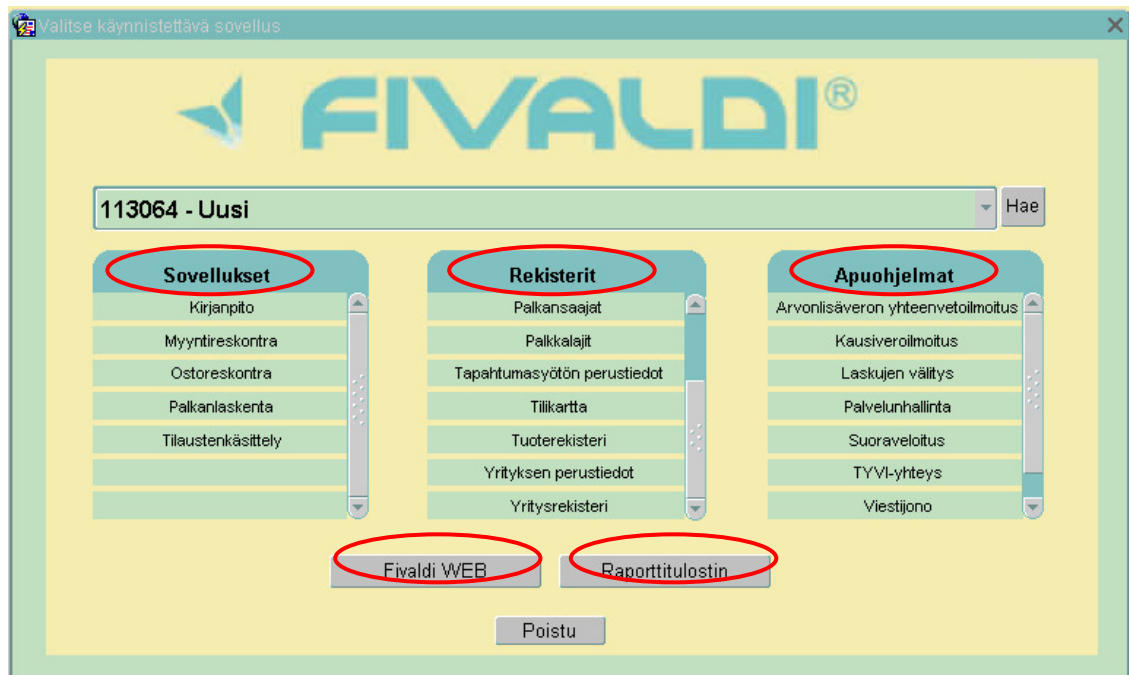 Valitse käynnistettävä sovellus
FIVALDI®
113064 - Uusi
Hae
Sovellukset
Kirjanpito
Myyntireskontra
Ostoreskontra
Palkanlaskenta
Tilaustenkäsittely
Rekisterit
Palkansaajat
Palkkalajit
Tapahtumasyötön perustiedot
Tilikartta
Tuoterekisteri
Yrityksen perustiedot
Yritysrekisteri
Apuohjelmat
Arvonlisäveron yhteenvetoilmoitus
Kausiveroilmoitus
Laskujen välitys
Palvelunhallinta
Suoraveloitus
TYVI-yhteys
Viestijono
Fivaldi WEB
Raporttitulostin
Poistu